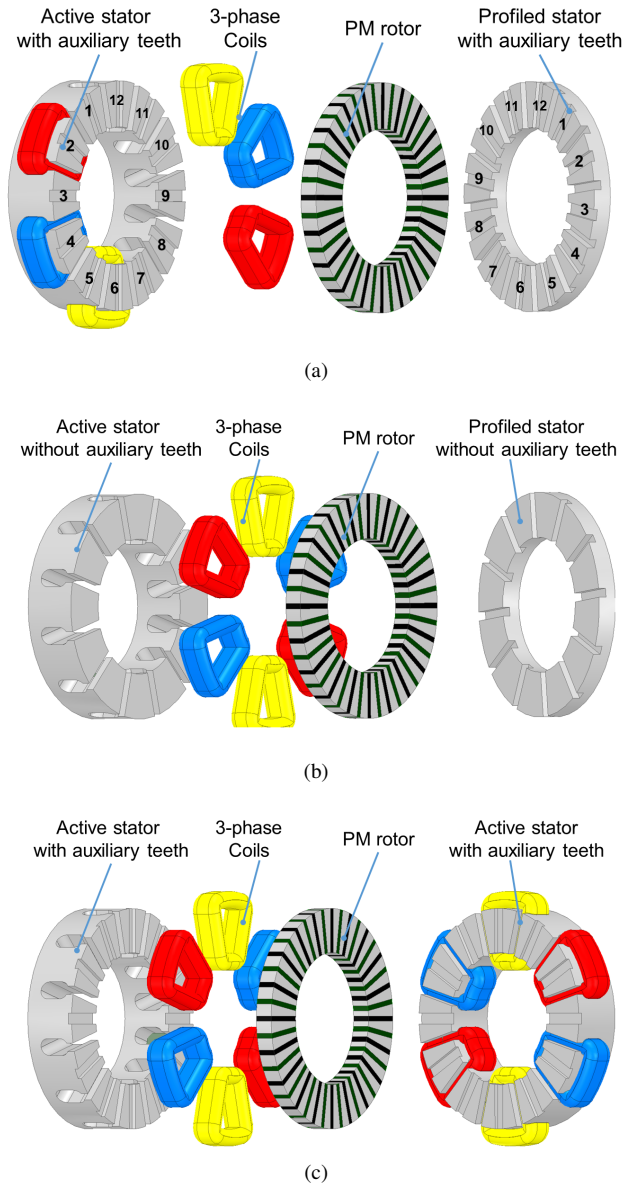 Active stator
with auxiliary teeth
3-phase
Coils
PM rotor
Profiled stator
with auxiliary teeth
1 12 11
2 10
3 9
4 8
5 6 7
11 12 1
10 2
9 3
8 4
7 6 5
(a)
Active stator
without auxiliary teeth
3-phase
Coils
PM rotor
Profiled stator
without auxiliary teeth
(b)
Active stator
with auxiliary teeth
3-phase
Coils
PM rotor
Active stator
with auxiliary teeth
(c)